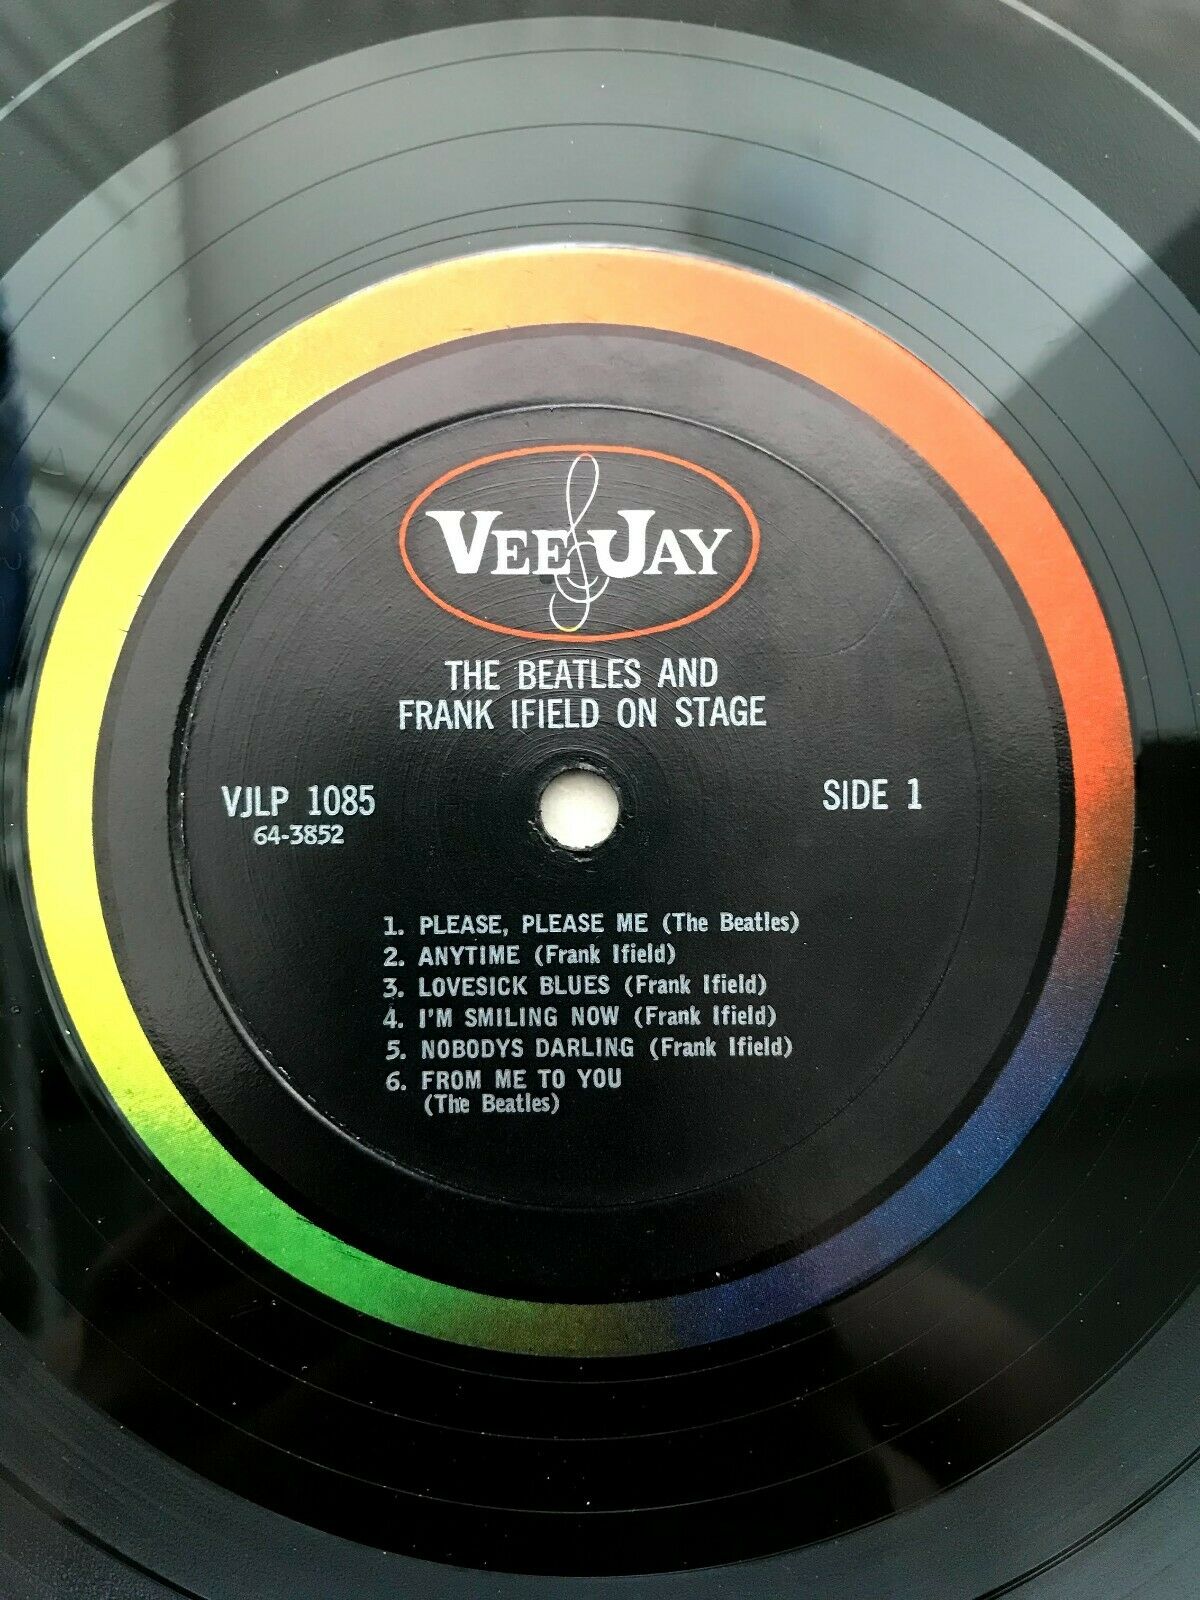 VEE JAY
THE BEATLES AND
FRANK IFIELD ON STAGE
VJLP 1085
64-3852
SIDE 1
1. PLEASE, PLEASE ME (The Beatles)
2. ANYTIME (Frank Ifield)
3. LOVESICK BLUES (Frank Ifield)
4. I'M SMILING NOW (Frank Ifield)
5. NOBODYS DARLING (Frank Ifield)
6. FROM ME TO YOU
(The Beatles)